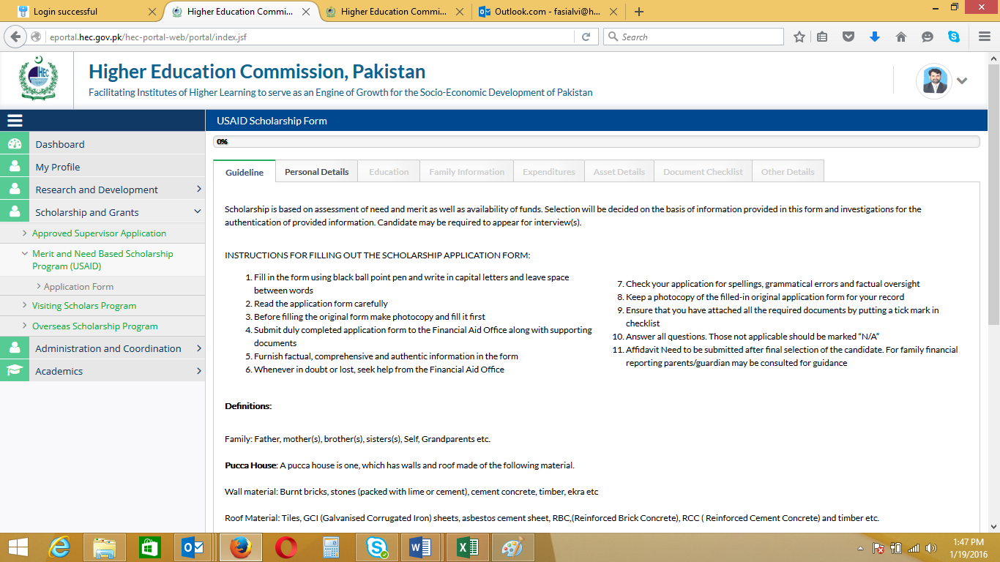 Login successful
Higher Education Commi...
Higher Education Commi...
Outlook.com - fasialvi@h...
eportal.hec.gov.pk/hec-portal-web/portal/index.jsf
Search
HEC
Higher Education Commission, Pakistan
Facilitating Institutes of Higher Learning to serve as an Engine of Growth for the Socio-Economic Development of Pakistan
USAID Scholarship Form
Dashboard
My Profile
Research and Development
Scholarship and Grants
Approved Supervisor Application
Merit and Need Based Scholarship
Program (USAID)
Application Form
Visiting Scholars Program
Overseas Scholarship Program
Administration and Coordination
Academics
0%
Guideline
Personal Details
Education
Family Information
Expenditures
Asset Details
Document Checklist
Other Details
Scholarship is based on assessment of need and merit as well as availability of funds. Selection will be decided on the basis of information provided in this form and investigations for the
authentication of provided information. Candidate may be required to appear for interview(s).
INSTRUCTIONS FOR FILLING OUT THE SCHOLARSHIP APPLICATION FORM:
1. Fill in the form using black ball point pen and write in capital letters and leave space
between words
2. Read the application form carefully
3. Before filling the original form make photocopy and fill it first
4. Submit duly completed application form to the Financial Aid Office along with supporting
documents
5. Furnish factual, comprehensive and authentic information in the form
6. Whenever in doubt or lost, seek help from the Financial Aid Office
7. Check your application for spellings, grammatical errors and factual oversight
8. Keep a photocopy of the filled-in original application form for your record
9. Ensure that you have attached all the required documents by putting a tick mark in
checklist
10. Answer all questions. Those not applicable should be marked “N/A”
11. Affidavit Need to be submitted after final selection of the candidate. For family financial
reporting parents/guardian may be consulted for guidance
Definitions:
Family: Father, mother(s), brother(s), sisters(s), Self, Grandparents etc.
Pucca House: A pucca house is one, which has walls and roof made of the following material.
Wall material: Burnt bricks, stones (packed with lime or cement), cement concrete, timber, ekra etc
Roof Material: Tiles, GCI (Galvanised Corrugated Iron) sheets, asbestos cement sheet, RBC,(Reinforced Brick Concrete), RCC ( Reinforced Cement Concrete) and timber etc.
1:47 PM
1/19/2016